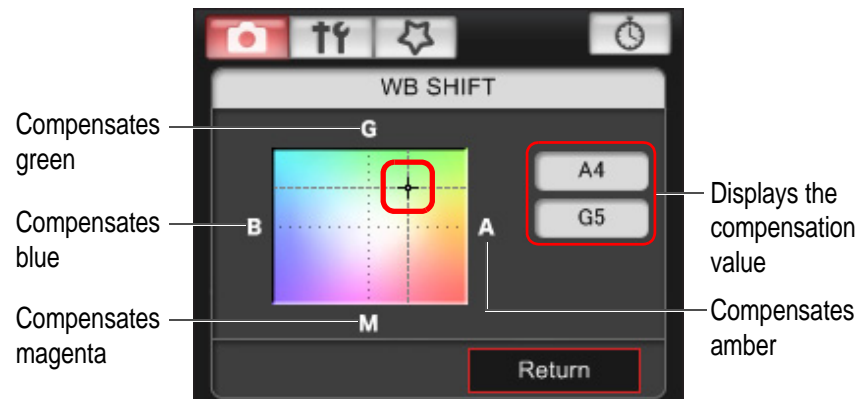 WB SHIFT
Compensates
green
G
A4
Displays the
compensation
value
Compensates
blue
B
A
G5
Compensates
magenta
M
Compensates
amber
Return